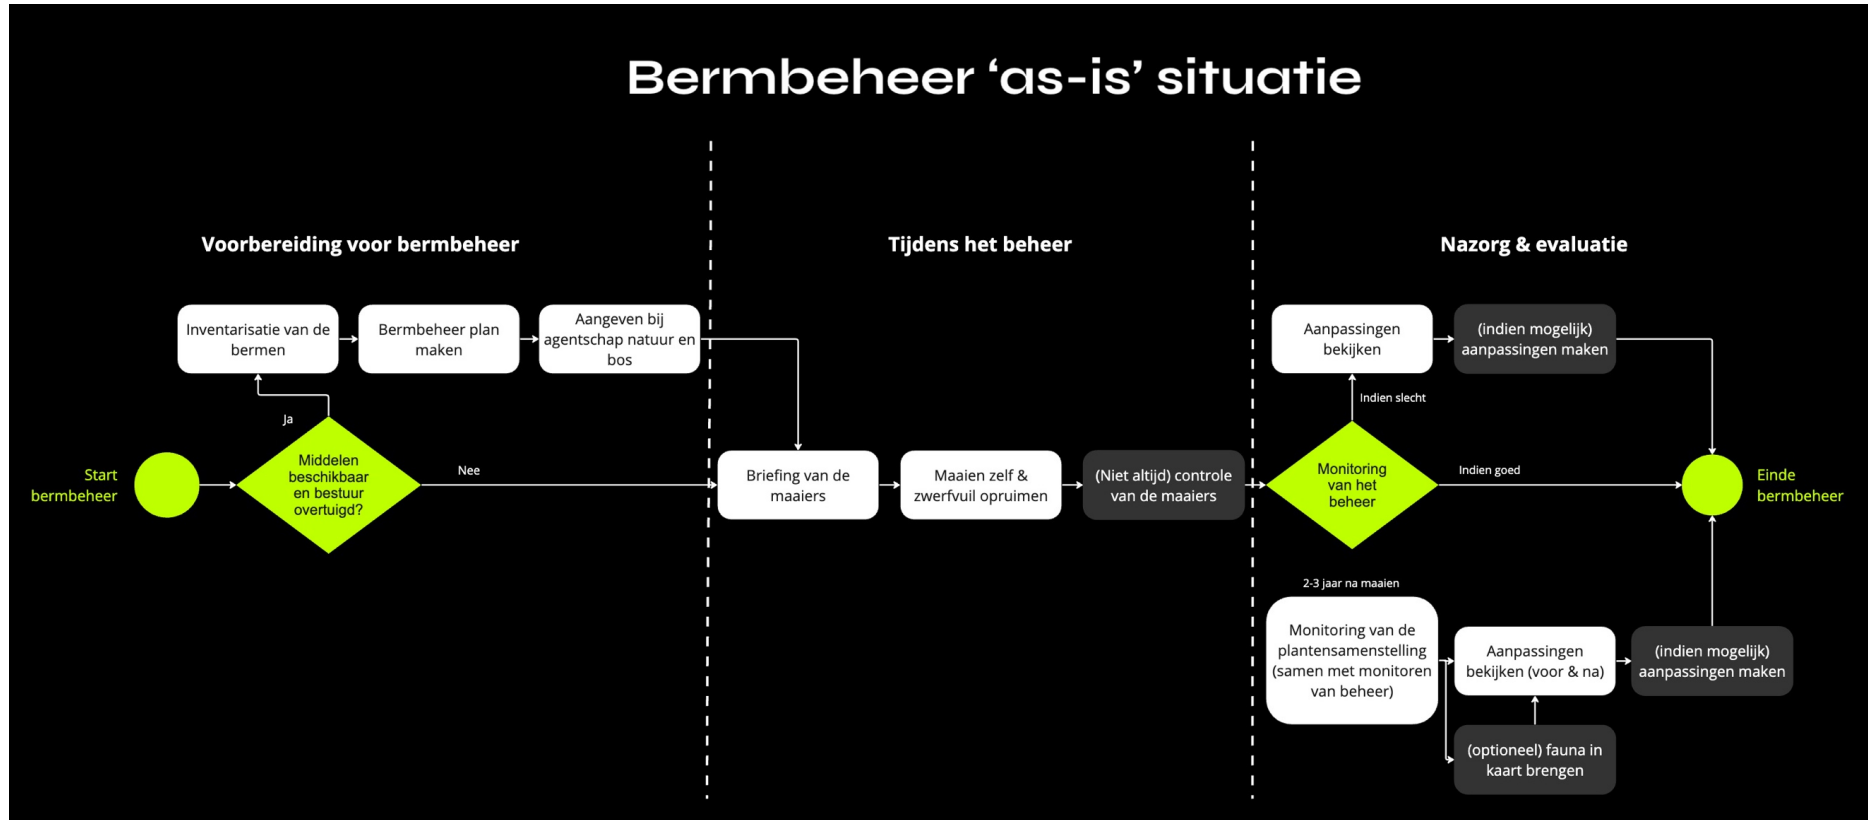 Bermbeheer ‘as-is’ situatie
Voorbereiding voor bermbeheer
Tijdens het beheer
Nazorg & evaluatie
Inventarisatie van de
bermen
Bermbeheer plan
maken
Aangeven bij
agentschap natuur en
bos
Ja
Start
bermbeheer
Middelen
beschikbaar
en bestuur
overtuigd?
Nee
Briefing van de
maaiers
Maaien zelf &
zwerfvuil opruimen
(Niet altijd) controle
van de maaiers
Aanpassingen
bekijken
(indien mogelijk)
aanpassingen maken
Indien slecht
Monitoring
van het
beheer
Indien goed
Einde
bermbeheer
2-3 jaar na maaien
Monitoring van de
plantensamenstelling
(samen met monitoren
van beheer)
Aanpassingen
bekijken (voor & na)
(indien mogelijk)
aanpassingen maken
(optioneel) fauna in
kaart brengen